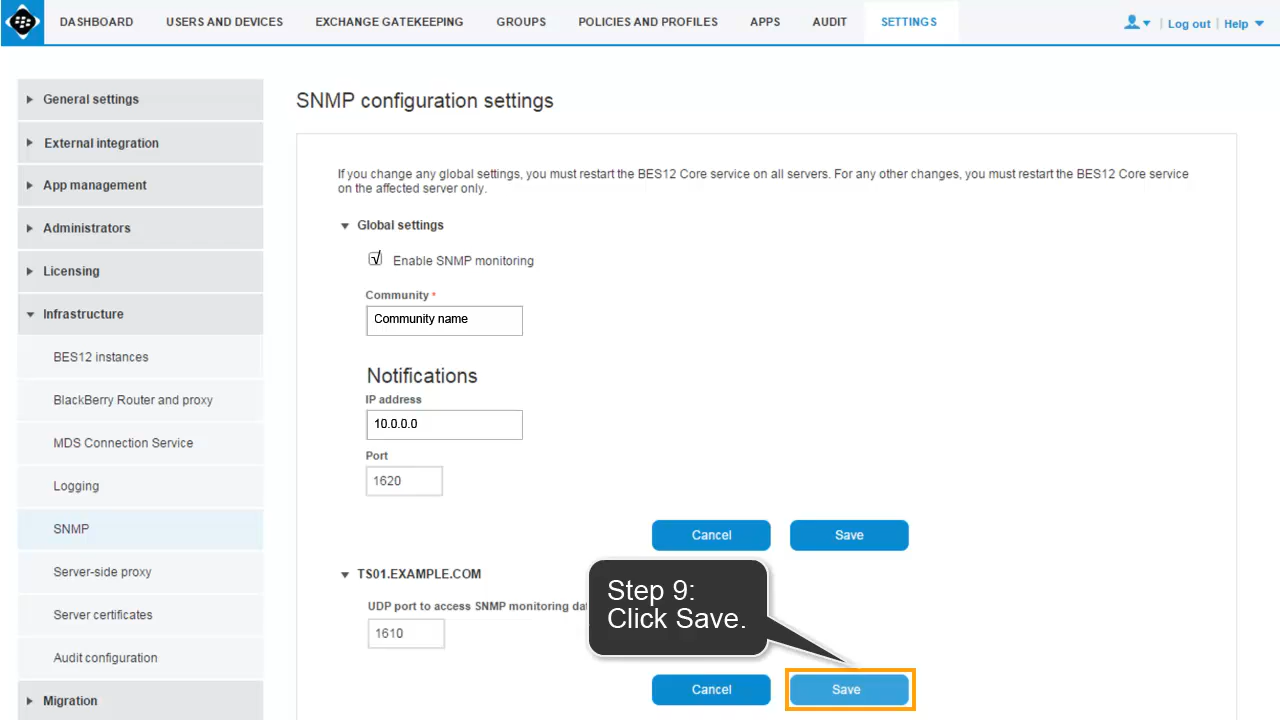 DASHBOARD USERS AND DEVICES EXCHANGE GATEKEEPING GROUPS POLICIES AND PROFILES APPS AUDIT SETTINGS Log out Help
General settings
External integration
App management
Administrators
Licensing
Infrastructure
BES12 instances
BlackBerry Router and proxy
MDS Connection Service
Logging
SNMP
Server-side proxy
Server certificates
Audit configuration
Migration
SNMP configuration settings
If you change any global settings, you must restart the BES12 Core service on all servers. For any other changes, you must restart the BES12 Core service
on the affected server only.
Global settings
Enable SNMP monitoring
Community *
Community name
Notifications
IP address
10.0.0.0
Port
1620
Cancel Save
TS01.EXAMPLE.COM
UDP port to access SNMP monitoring
1610
Step 9:
Click Save.
Cancel Save